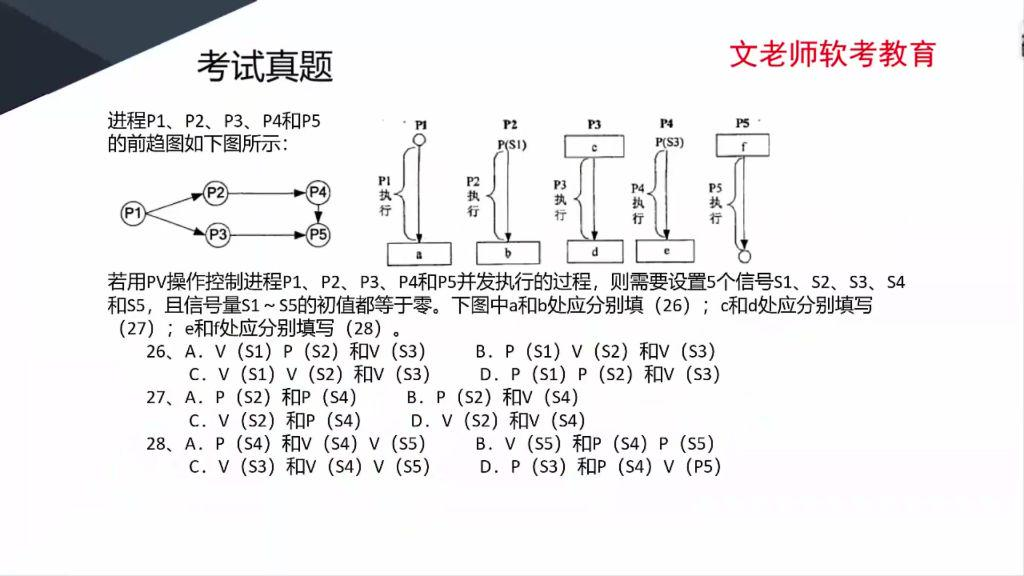 考试真题
文老师软考教育
进程P1、P2、P3、P4和P5
的前趋图如下图所示：
P1 P2 P3 P4 P5
P1 P2 P3 P4 P5
P(S1) c P(S3) f
P1执行 P2执行 P3执行 P4执行 P5执行
a b d e
若用PV操作控制进程P1、P2、P3、P4和P5并发执行的过程，则需要设置5个信号S1、S2、S3、S4
和S5，且信号量S1～S5的初值都等于零。下图中a和b处应分别填（26）；c和d处应分别填写
（27）；e和f处应分别填写（28）。
26、A．V（S1）P（S2）和V（S3） B．P（S1）V（S2）和V（S3）
C．V（S1）V（S2）和V（S3） D．P（S1）P（S2）和V（S3）
27、A．P（S2）和P（S4） B．P（S2）和V（S4）
C．V（S2）和P（S4） D．V（S2）和V（S4）
28、A．P（S4）和V（S4）V（S5） B．V（S5）和P（S4）P（S5）
C．V（S3）和V（S4）V（S5） D．P（S3）和P（S4）V（P5）